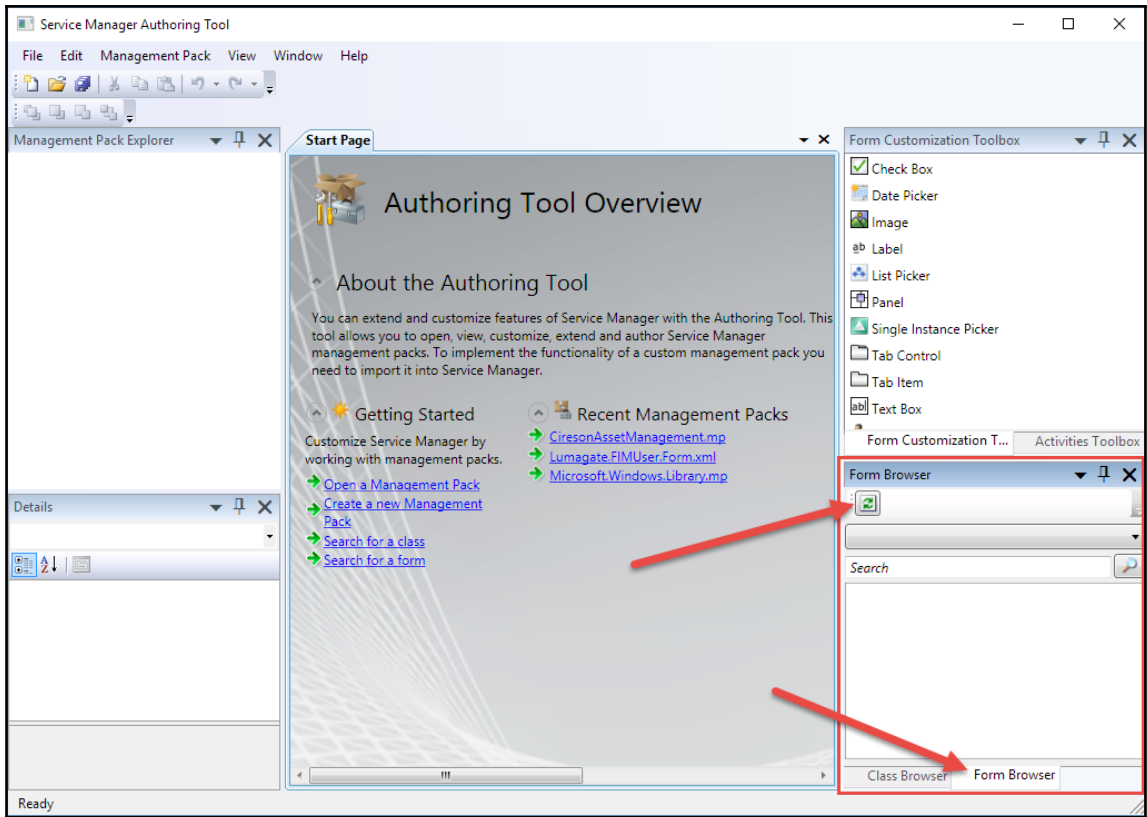 Service Manager Authoring Tool
File Edit Management Pack View Window Help
Management Pack Explorer
Start Page
Authoring Tool Overview
About the Authoring Tool
You can extend and customize features of Service Manager with the Authoring Tool. This
tool allows you to open, view, customize, extend and author Service Manager
management packs. To implement the functionality of a custom management pack you
need to import it into Service Manager.
Getting Started
Customize Service Manager by
working with management packs.
Open a Management Pack
Create a new Management
Pack
Search for a class
Search for a form
Recent Management Packs
CiresonAssetManagement.mp
Lumagate.FIMUser.Form.xml
Microsoft.Windows.Library.mp
Form Customization Toolbox
Check Box
Date Picker
Image
ab Label
List Picker
Panel
Single Instance Picker
Tab Control
Tab Item
abl Text Box
Form Customization T... Activities Toolbox
Form Browser
Search
Class Browser Form Browser
Details
Ready